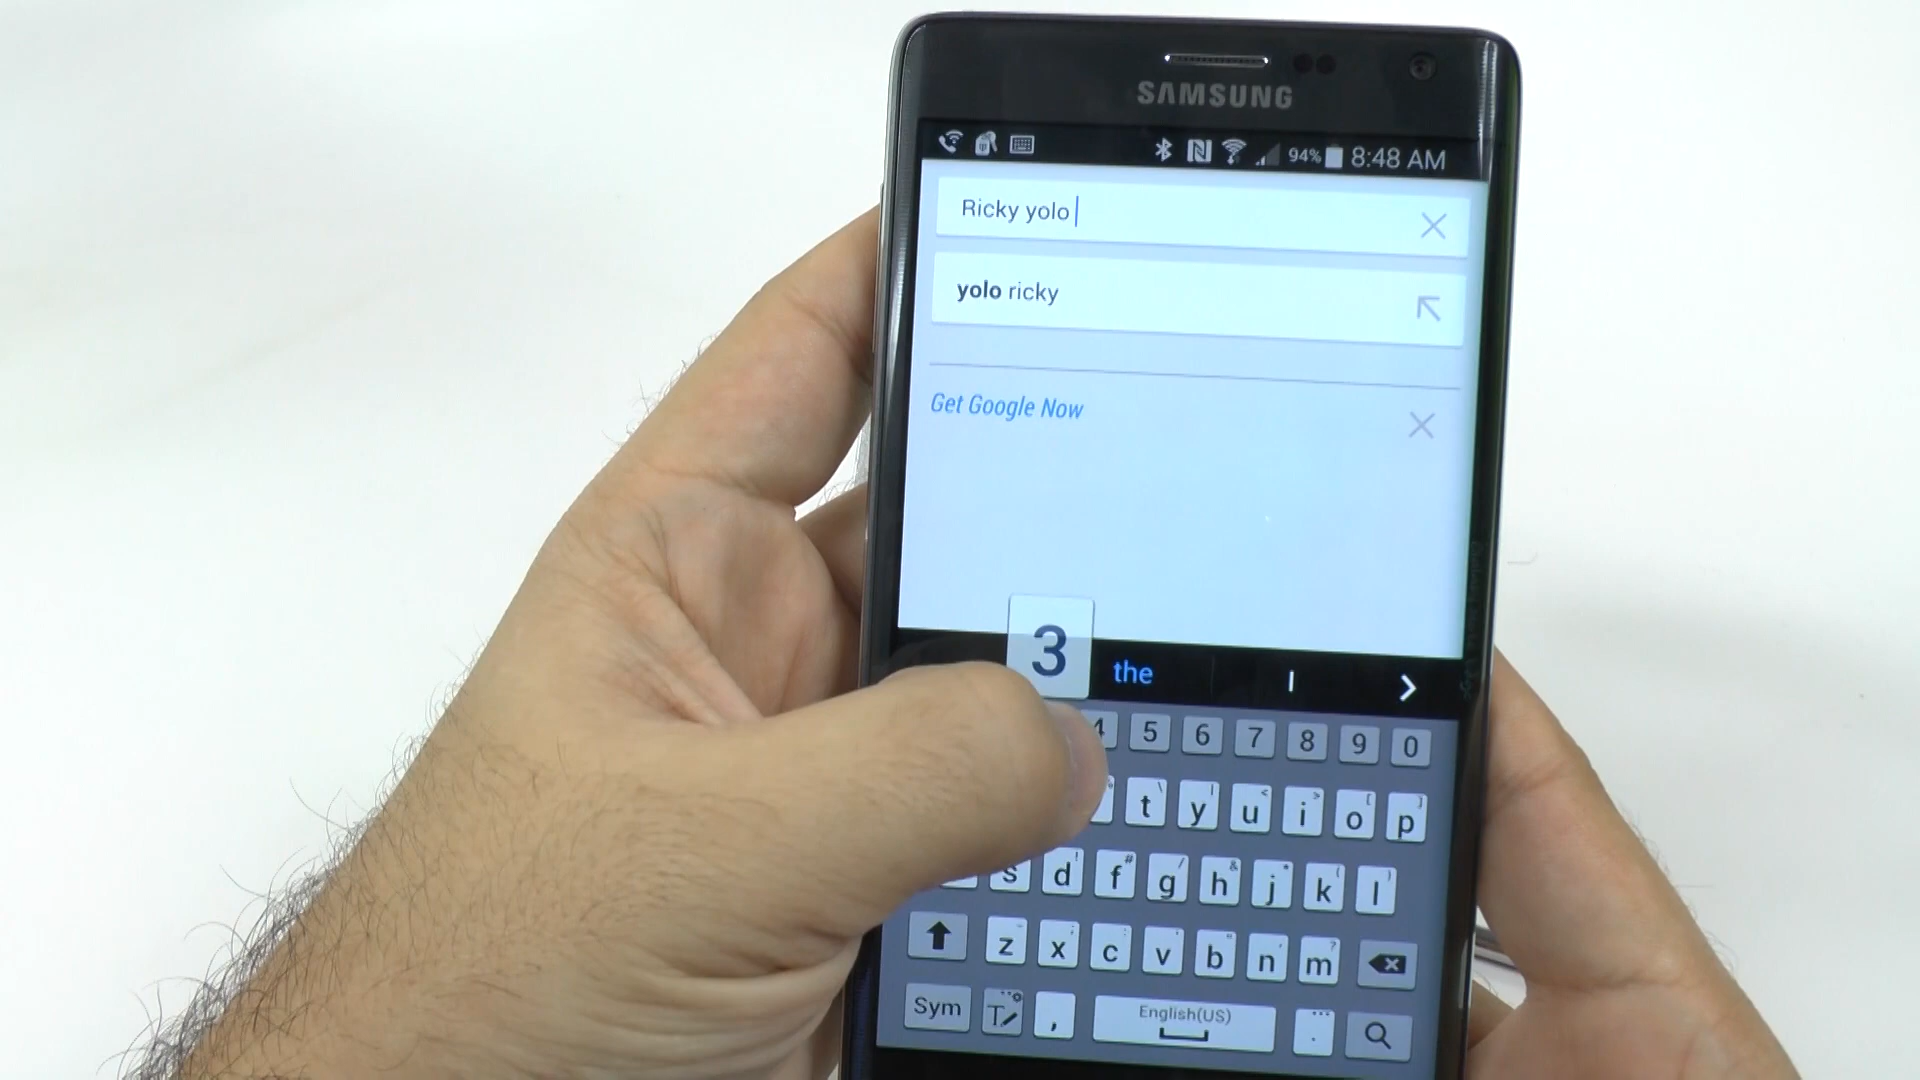 SAMSUNG
94% 8:48 AM
Ricky yolo
yolo ricky
Get Google Now
3
the I
4 5 6 7 8 9 0
t y u i o p
s d f g h j k l
z x c v b n m
Sym , English(US) .